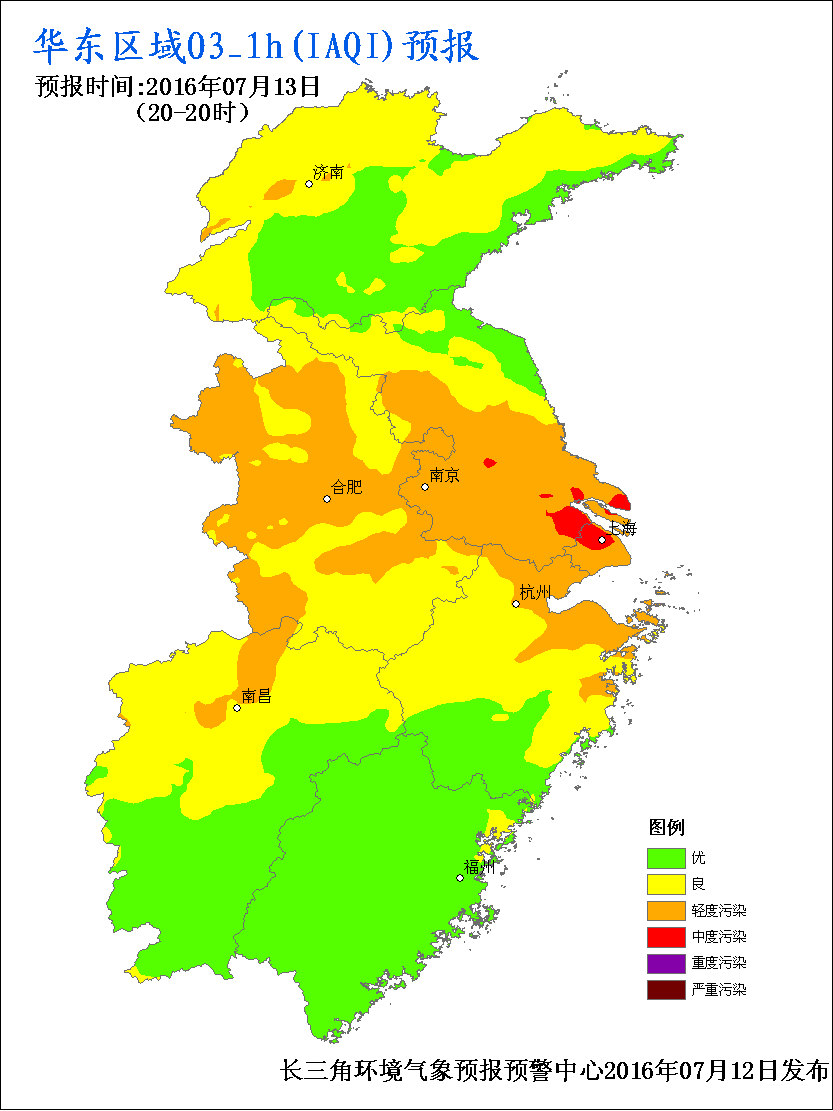 华东区域O3_1h(IAQI)预报
预报时间:2016年07月13日
(20-20时)
济南
合肥
南京
上海
杭州
南昌
福州
图例
优
良
轻度污染
中度污染
重度污染
严重污染
长三角环境气象预报预警中心2016年07月12日发布